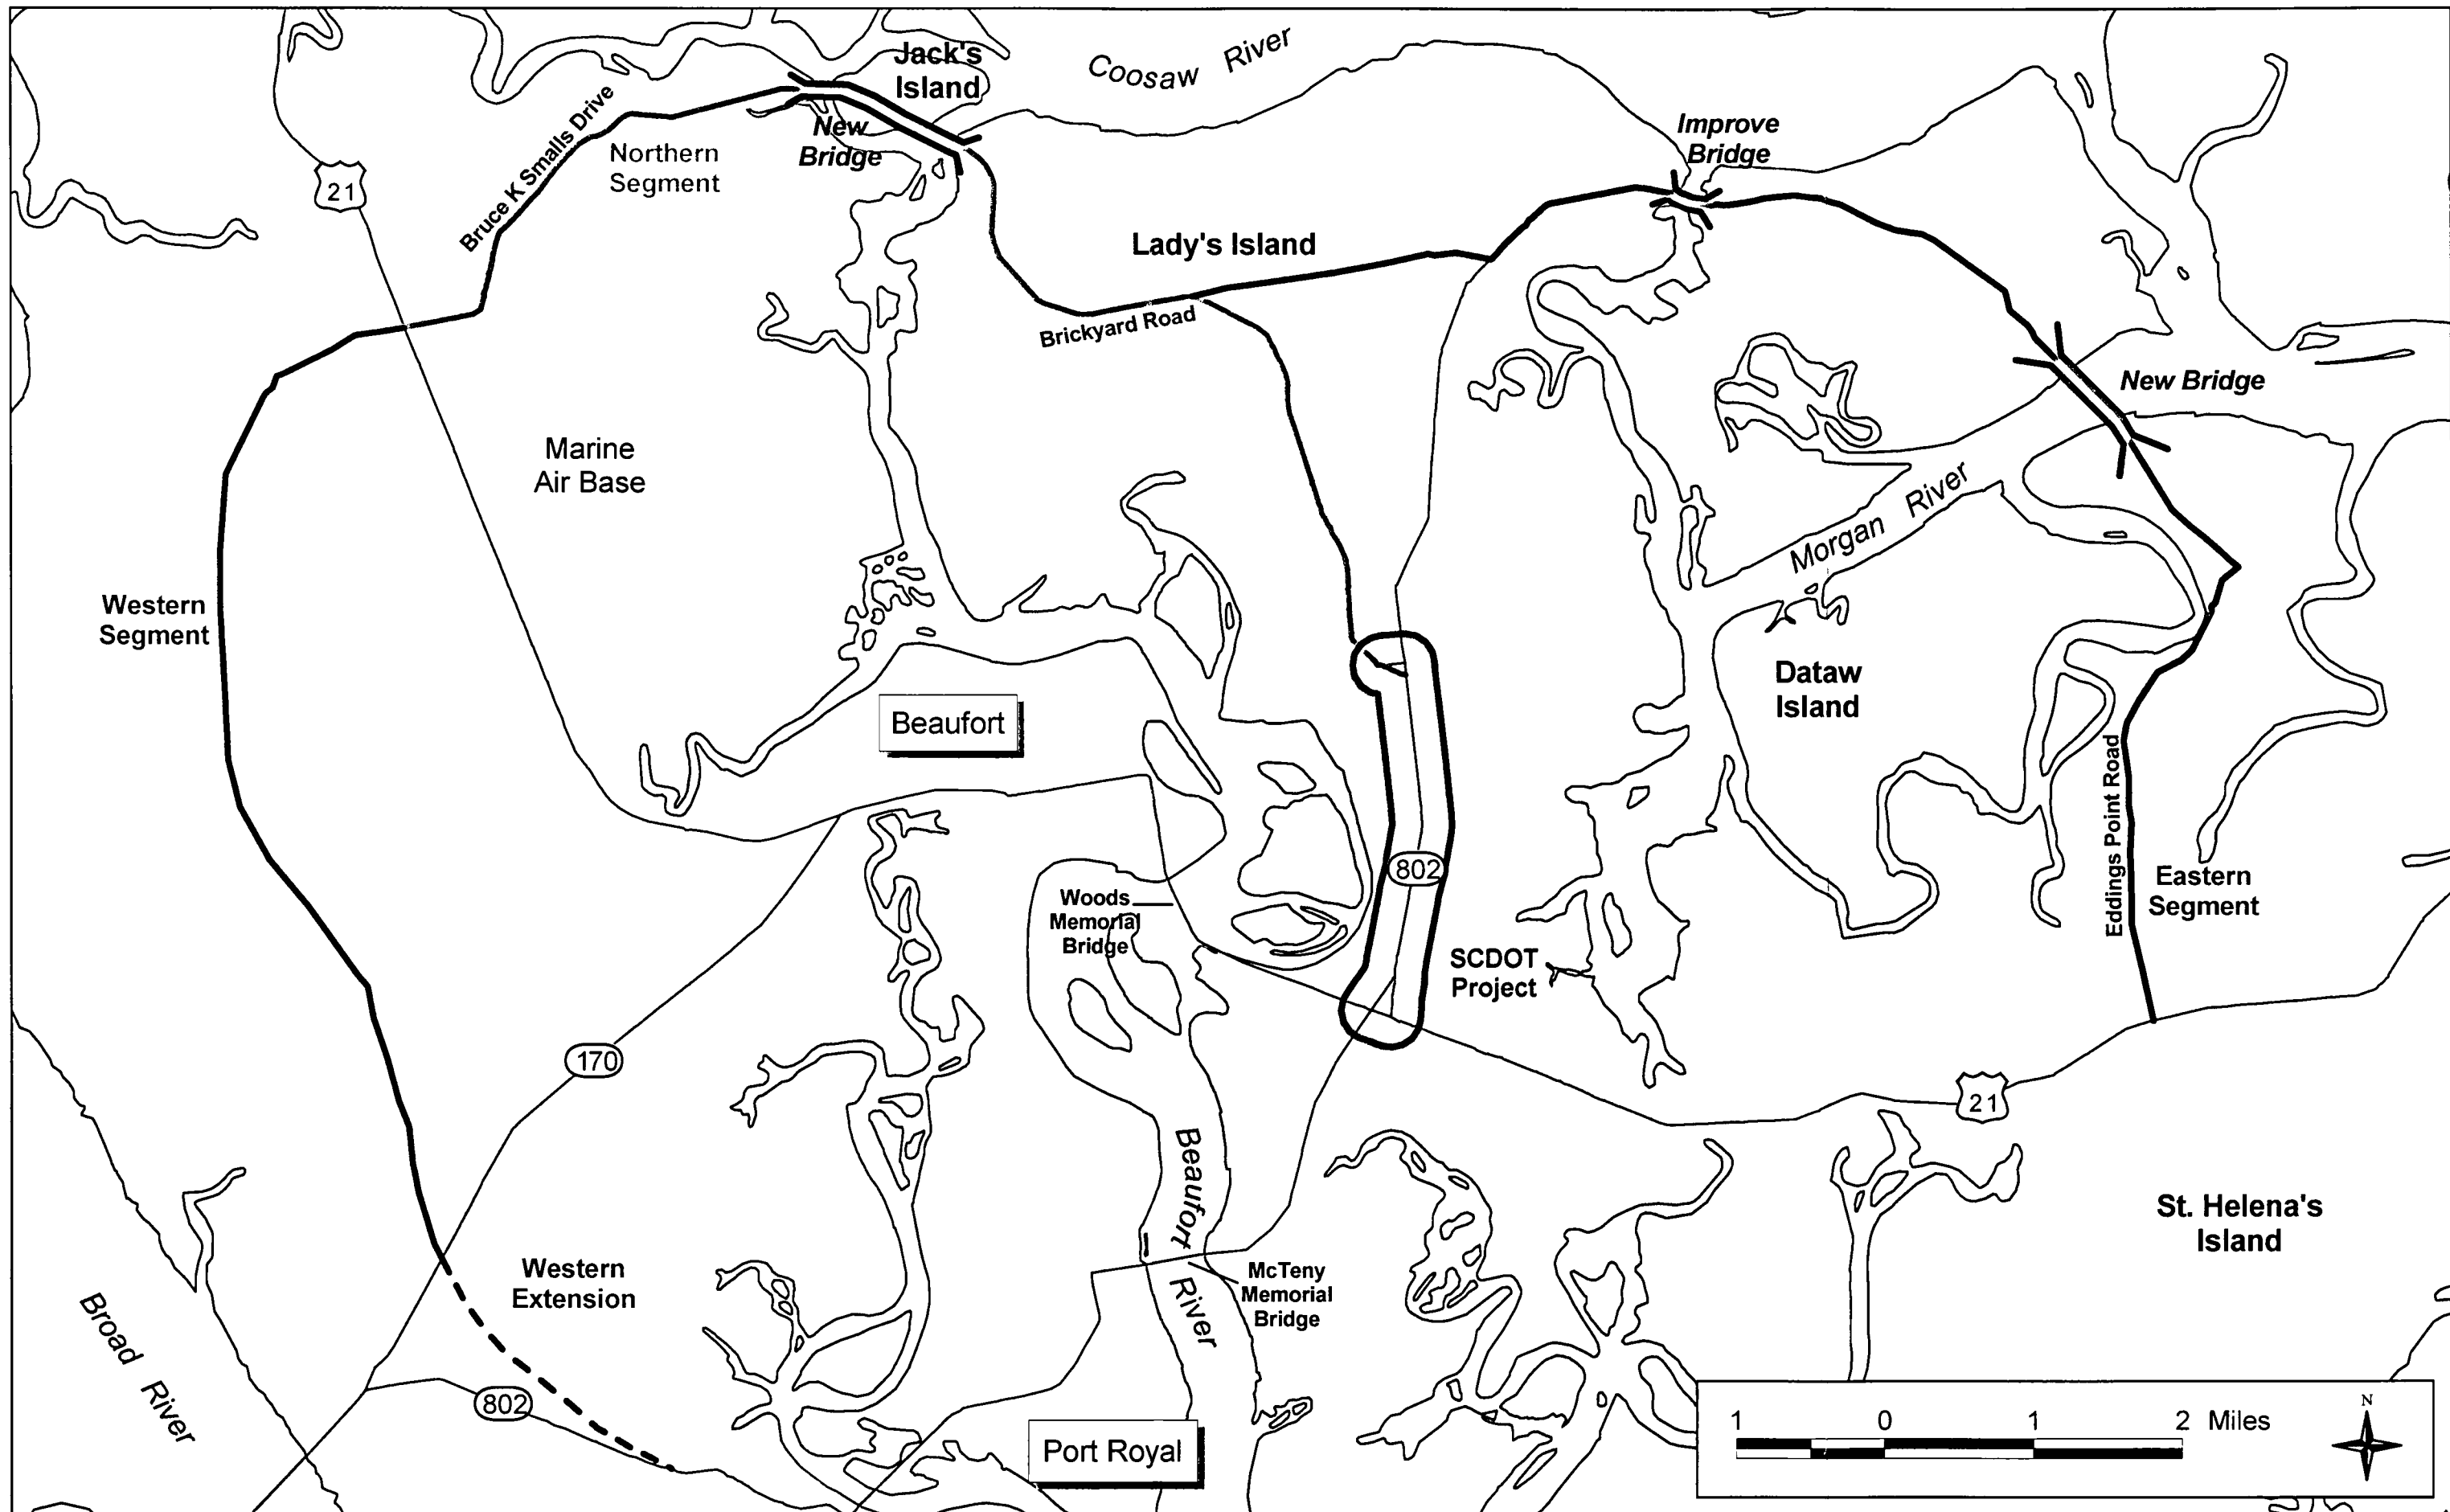 Jack's
Island
Coosaw River
New
Bridge
Improve
Bridge
Bruce K Smalls Drive
Northern
Segment
21
Lady's Island
Brickyard Road
New Bridge
Marine
Air Base
Morgan River
Western
Segment
Dataw
Island
Beaufort
Eddings Point Road
802
Eastern
Segment
Woods
Memorial
Bridge
SCDOT
Project
170
21
Beaufort River
St. Helena's
Island
Western
Extension
McTeny
Memorial
Bridge
Broad River
802
Port Royal
1 0 1 2 Miles
N